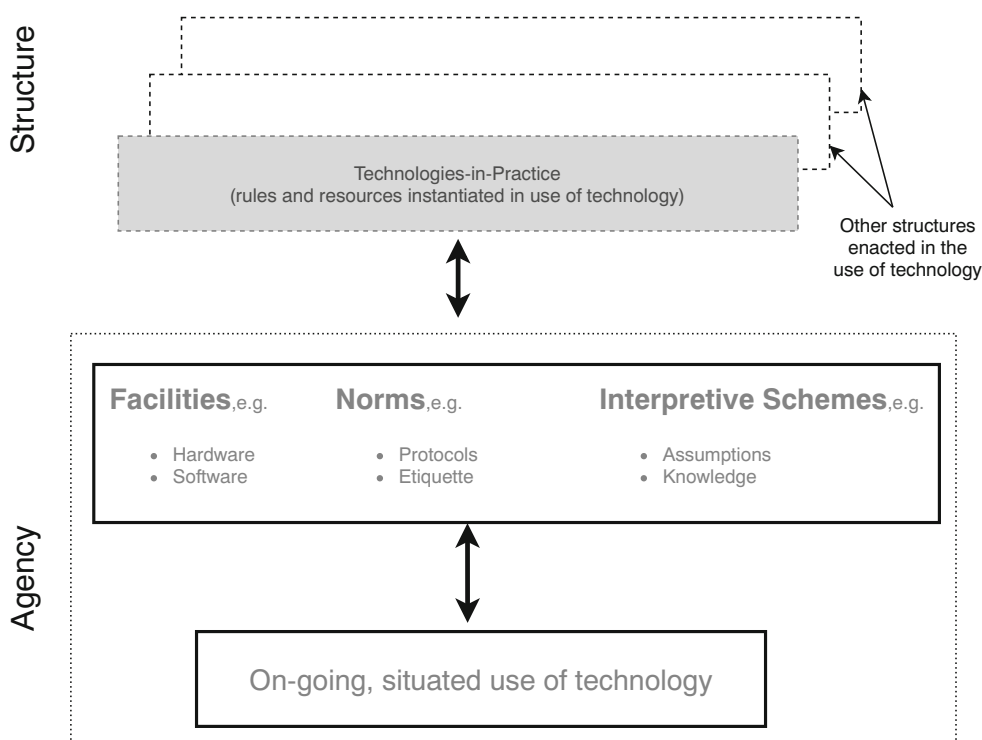 Structure
Technologies-in-Practice
(rules and resources instantiated in use of technology)
Other structures
enacted in the
use of technology
Agency
Facilities,e.g.
• Hardware
• Software
Norms,e.g.
• Protocols
• Etiquette
Interpretive Schemes,e.g.
• Assumptions
• Knowledge
On-going, situated use of technology